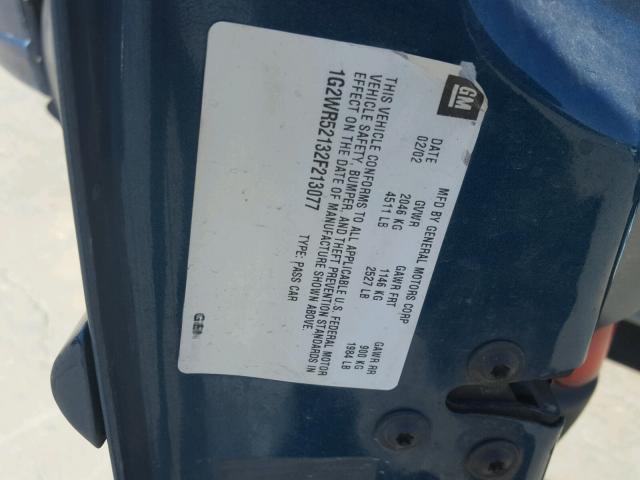 GM
MFD BY GENERAL MOTORS CORP
DATE GVWR GAWR FRT GAWR RR
02/02 2046 KG 1146 KG 900 KG
4511 LB 2527 LB 1984 LB
THIS VEHICLE CONFORMS TO ALL APPLICABLE U.S. FEDERAL MOTOR
VEHICLE SAFETY, BUMPER, AND THEFT PREVENTION STANDARDS IN
EFFECT ON THE DATE OF MANUFACTURE SHOWN ABOVE.
1G2WR52132F213077 TYPE: PASS CAR